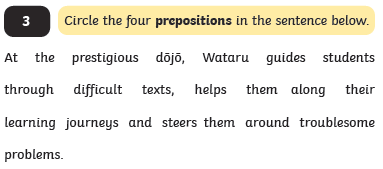 3 Circle the four prepositions in the sentence below.
At the prestigious dōjō, Wataru guides students
through difficult texts, helps them along their
learning journeys and steers them around troublesome
problems.